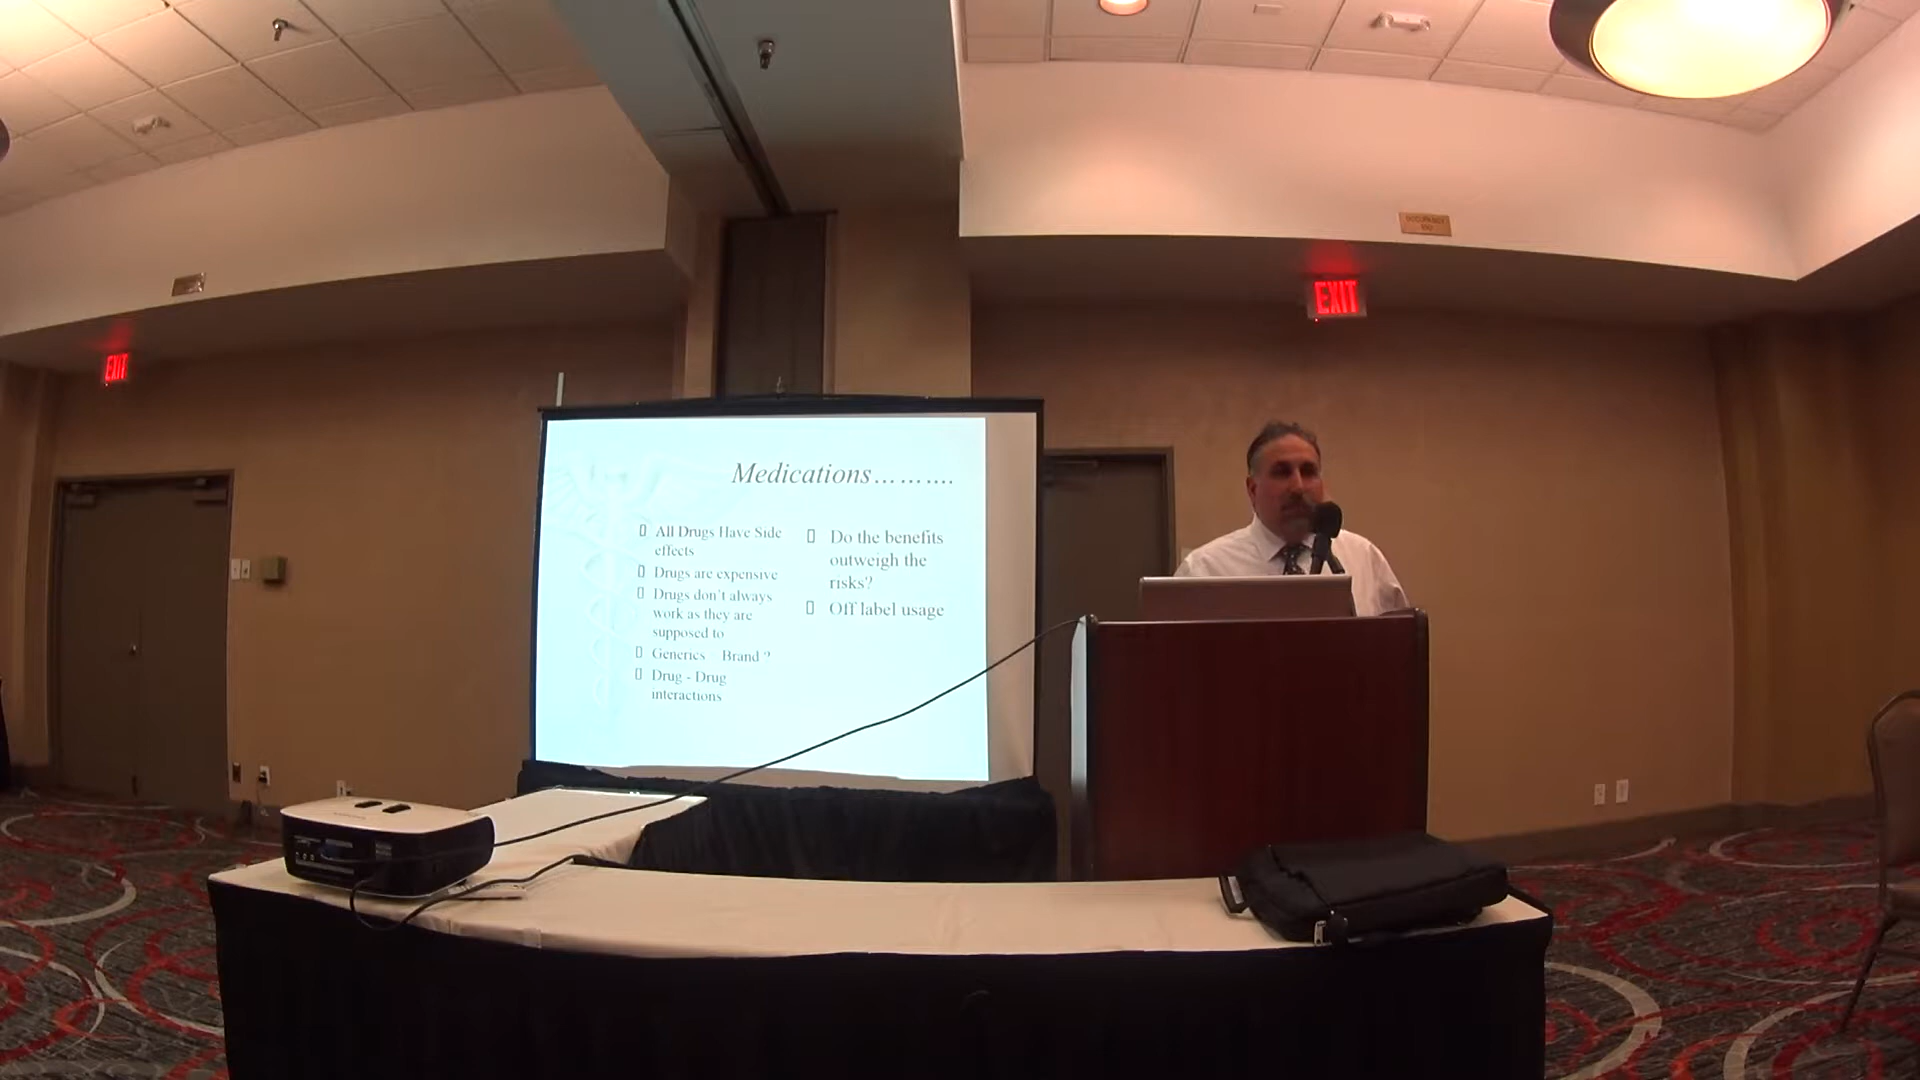 EXIT
EXIT
Medications……….
All Drugs Have Side
effects
Drugs are expensive
Drugs don't always
work as they are
supposed to
Generics – Brand ?
Drug - Drug
interactions
Do the benefits
outweigh the
risks?
Off label usage